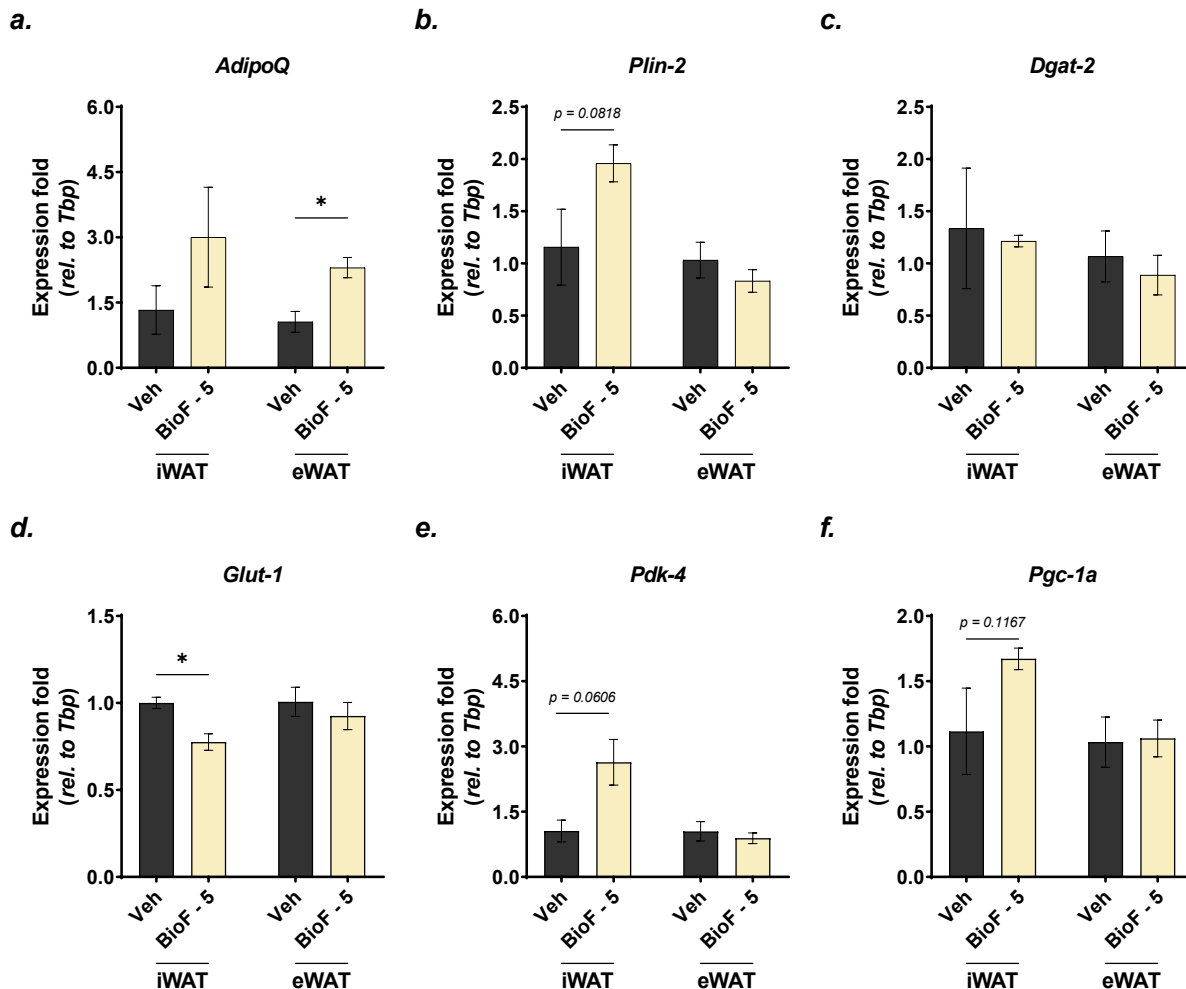 a.
AdipoQ
Expression fold
(rel. to Tbp)
6.0
4.5
3.0
1.5
0.0
*
Veh
BioF - 5
Veh
BioF - 5
iWAT
eWAT
b.
Plin-2
Expression fold
(rel. to Tbp)
2.5
2.0
1.5
1.0
0.5
0.0
p = 0.0818
Veh
BioF - 5
Veh
BioF - 5
iWAT
eWAT
c.
Dgat-2
Expression fold
(rel. to Tbp)
2.5
2.0
1.5
1.0
0.5
0.0
Veh
BioF - 5
Veh
BioF - 5
iWAT
eWAT
d.
Glut-1
Expression fold
(rel. to Tbp)
1.5
1.0
0.5
0.0
*
Veh
BioF - 5
Veh
BioF - 5
iWAT
eWAT
e.
Pdk-4
Expression fold
(rel. to Tbp)
6.0
4.5
3.0
1.5
0.0
p = 0.0606
Veh
BioF - 5
Veh
BioF - 5
iWAT
eWAT
f.
Pgc-1a
Expression fold
(rel. to Tbp)
2.0
1.5
1.0
0.5
0.0
p = 0.1167
Veh
BioF - 5
Veh
BioF - 5
iWAT
eWAT